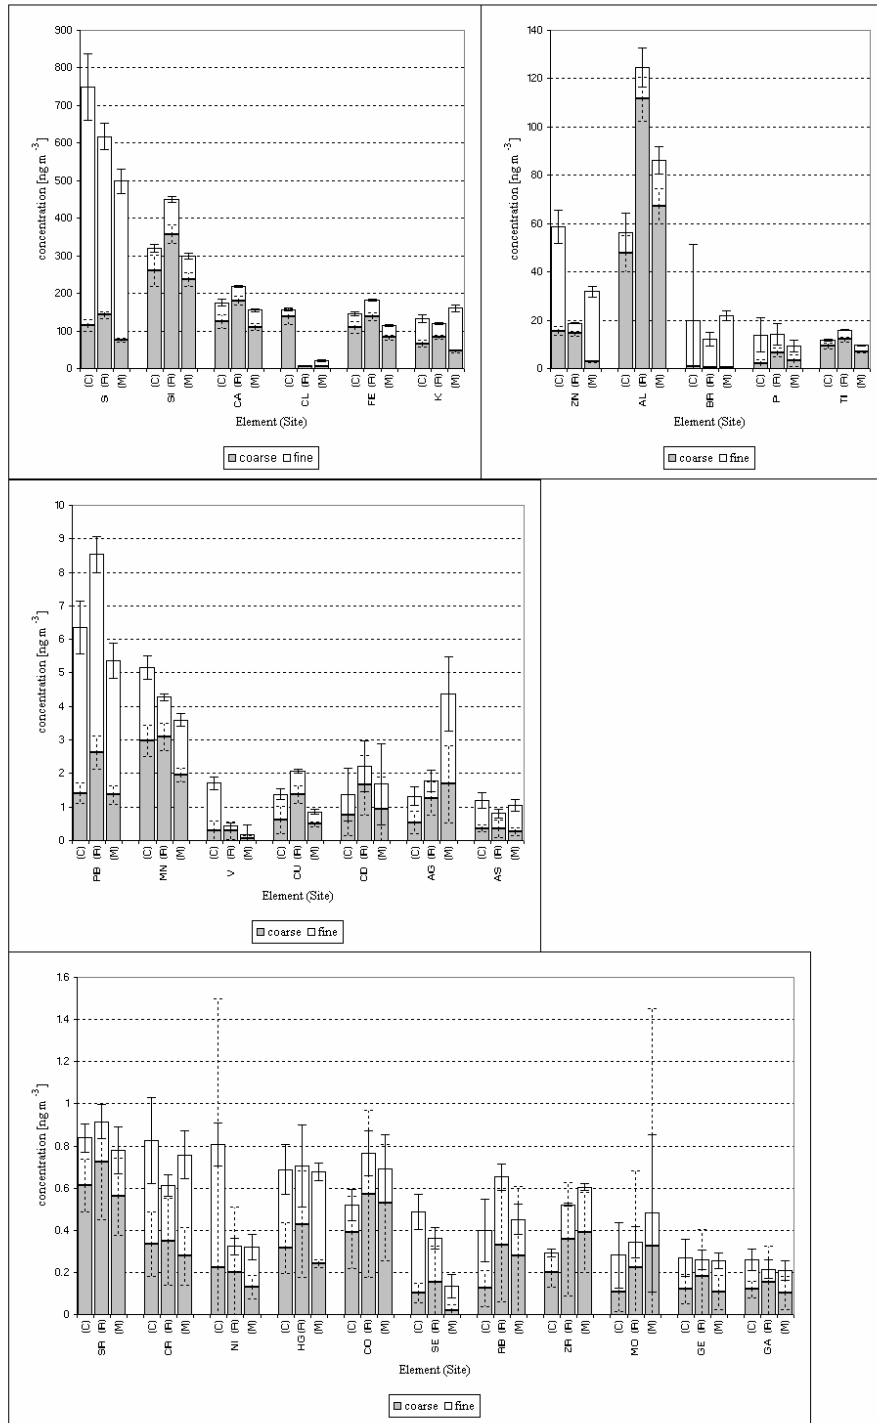 concentration [ng m⁻³]
900
800
700
600
500
400
300
200
100
0
(C) (R) (M) (C) (R) (M) (C) (R) (M) (C) (R) (M) (C) (R) (M) (C) (R) (M)
S SI CA CL FE K
Element (Site)
coarse fine
concentration [ng m⁻³]
140
120
100
80
60
40
20
0
(C) (R) (M) (C) (R) (M) (C) (R) (M) (C) (R) (M) (C) (R) (M)
ZN AL BR P TI
Element (Site)
coarse fine
concentration [ng m⁻³]
10
9
8
7
6
5
4
3
2
1
0
(C) (R) (M) (C) (R) (M) (C) (R) (M) (C) (R) (M) (C) (R) (M) (C) (R) (M) (C) (R) (M)
PB MN V CU CD AG AS
Element (Site)
coarse fine
concentration [ng m⁻³]
1.6
1.4
1.2
1
0.8
0.6
0.4
0.2
0
(C) (R) (M) (C) (R) (M) (C) (R) (M) (C) (R) (M) (C) (R) (M) (C) (R) (M) (C) (R) (M) (C) (R) (M) (C) (R) (M) (C) (R) (M) (C) (R) (M)
SR CR NI HG CO SE RB ZR MO GE GA
Element (Site)
coarse fine